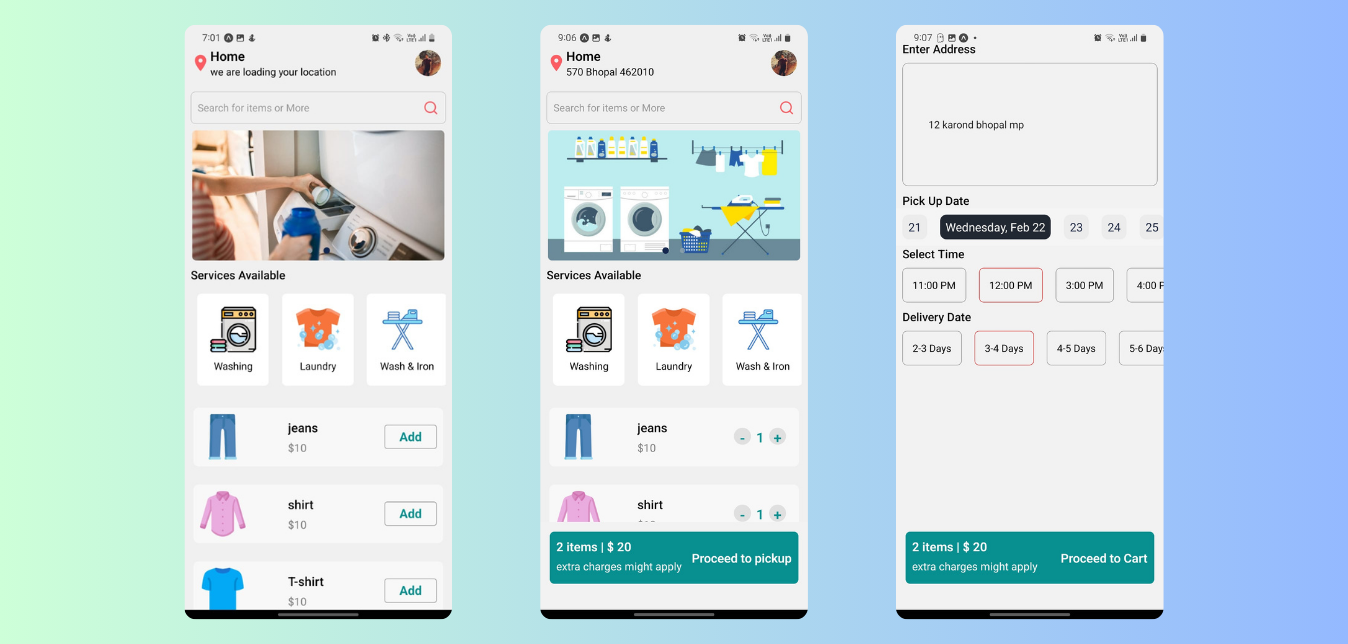 7:01
Home
we are loading your location
Search for items or More
Services Available
Washing
Laundry
Wash & Iron
jeans
$10
Add
shirt
$10
Add
T-shirt
$10
Add
9:06
Home
570 Bhopal 462010
Search for items or More
Services Available
Washing
Laundry
Wash & Iron
jeans
$10
- 1 +
shirt
- 1 +
2 items | $ 20
extra charges might apply
Proceed to pickup
9:07
Enter Address
12 karond bhopal mp
Pick Up Date
21 Wednesday, Feb 22 23 24 25
Select Time
11:00 PM 12:00 PM 3:00 PM 4:00 P
Delivery Date
2-3 Days 3-4 Days 4-5 Days 5-6 Day
2 items | $ 20
extra charges might apply
Proceed to Cart